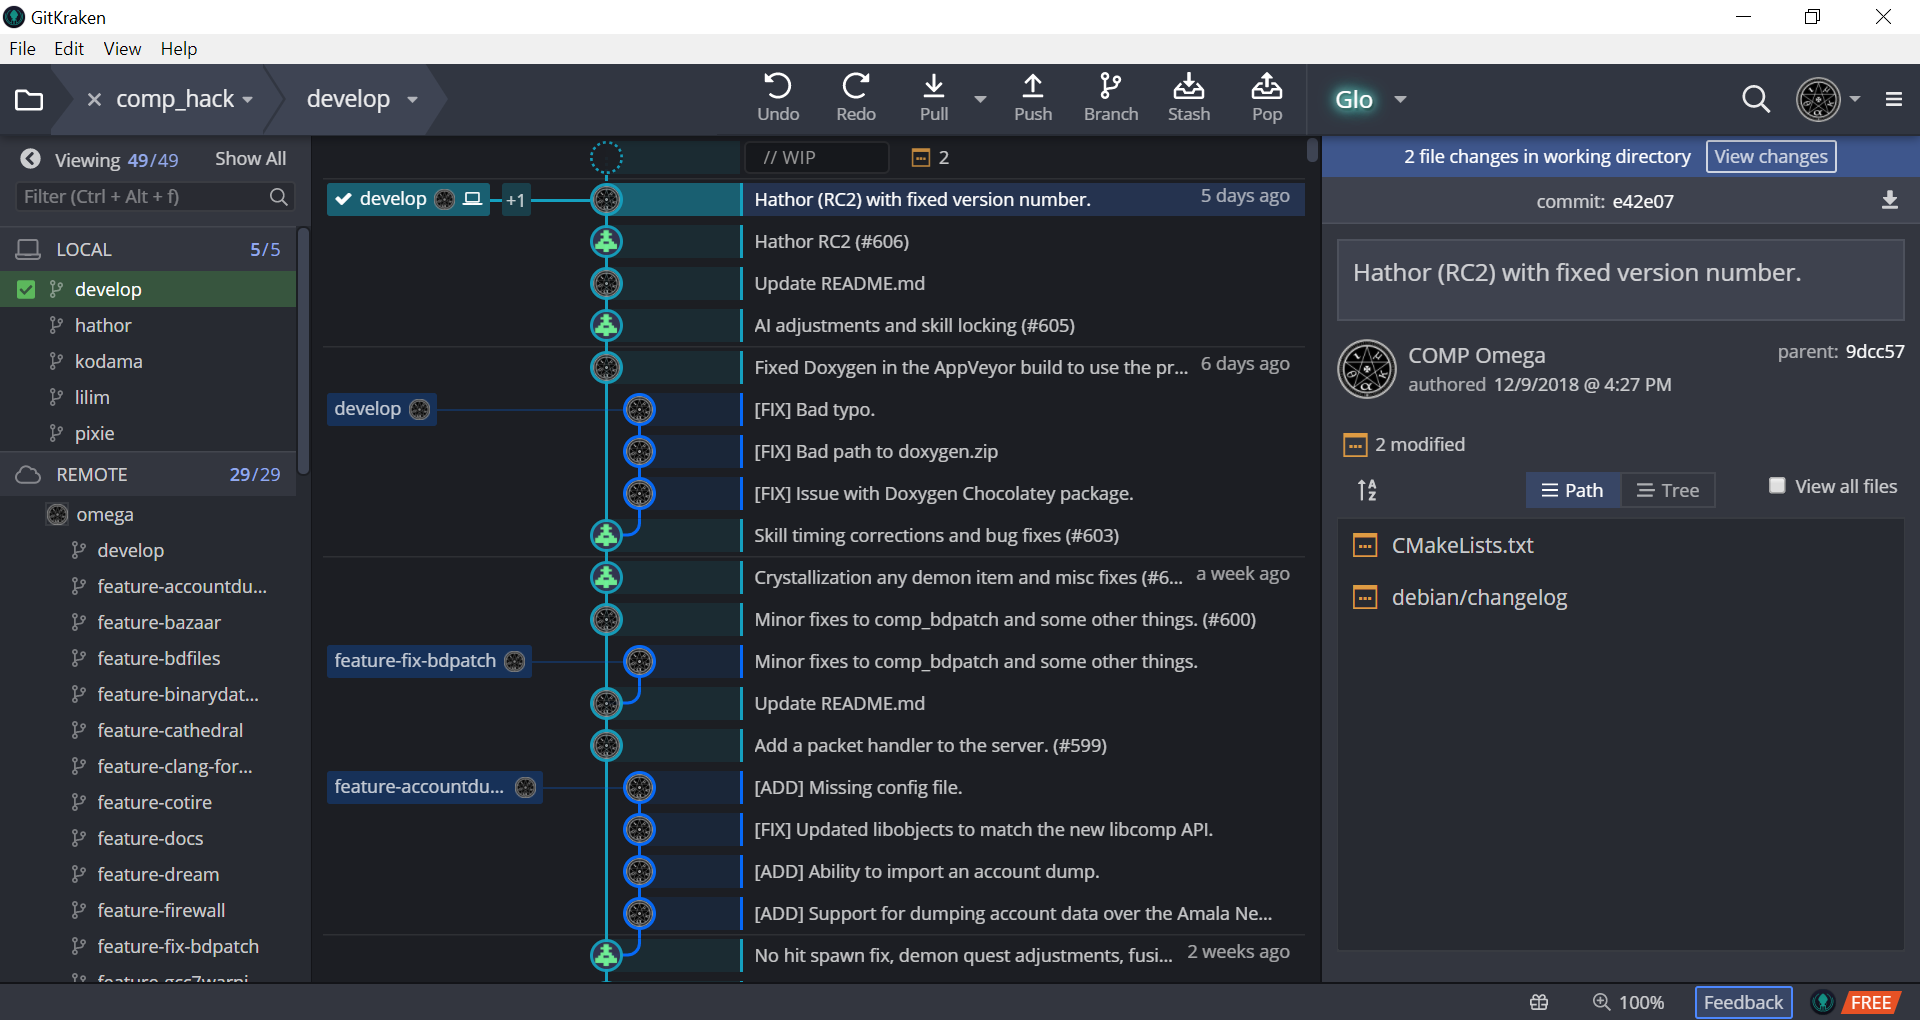 GitKraken
File Edit View Help
comp_hack
develop
Undo
Redo
Pull
Push
Branch
Stash
Pop
Glo
Viewing 49/49 Show All
Filter (Ctrl + Alt + f)
LOCAL 5/5
develop
hathor
kodama
lilim
pixie
REMOTE 29/29
omega
develop
feature-accountdu...
feature-bazaar
feature-bdfiles
feature-binarydat...
feature-cathedral
feature-clang-for...
feature-cotire
feature-docs
feature-dream
feature-firewall
feature-fix-bdpatch
// WIP 2
develop +1 Hathor (RC2) with fixed version number. 5 days ago
Hathor RC2 (#606)
Update README.md
AI adjustments and skill locking (#605)
Fixed Doxygen in the AppVeyor build to use the pr... 6 days ago
develop [FIX] Bad typo.
[FIX] Bad path to doxygen.zip
[FIX] Issue with Doxygen Chocolatey package.
Skill timing corrections and bug fixes (#603)
Crystallization any demon item and misc fixes (#6... a week ago
Minor fixes to comp_bdpatch and some other things. (#600)
feature-fix-bdpatch Minor fixes to comp_bdpatch and some other things.
Update README.md
Add a packet handler to the server. (#599)
feature-accountdu... [ADD] Missing config file.
[FIX] Updated libobjects to match the new libcomp API.
[ADD] Ability to import an account dump.
[ADD] Support for dumping account data over the Amala Ne...
No hit spawn fix, demon quest adjustments, fusi... 2 weeks ago
2 file changes in working directory View changes
commit: e42e07
Hathor (RC2) with fixed version number.
COMP Omega
authored 12/9/2018 @ 4:27 PM
parent: 9dcc57
2 modified
Path Tree View all files
CMakeLists.txt
debian/changelog
100% Feedback FREE